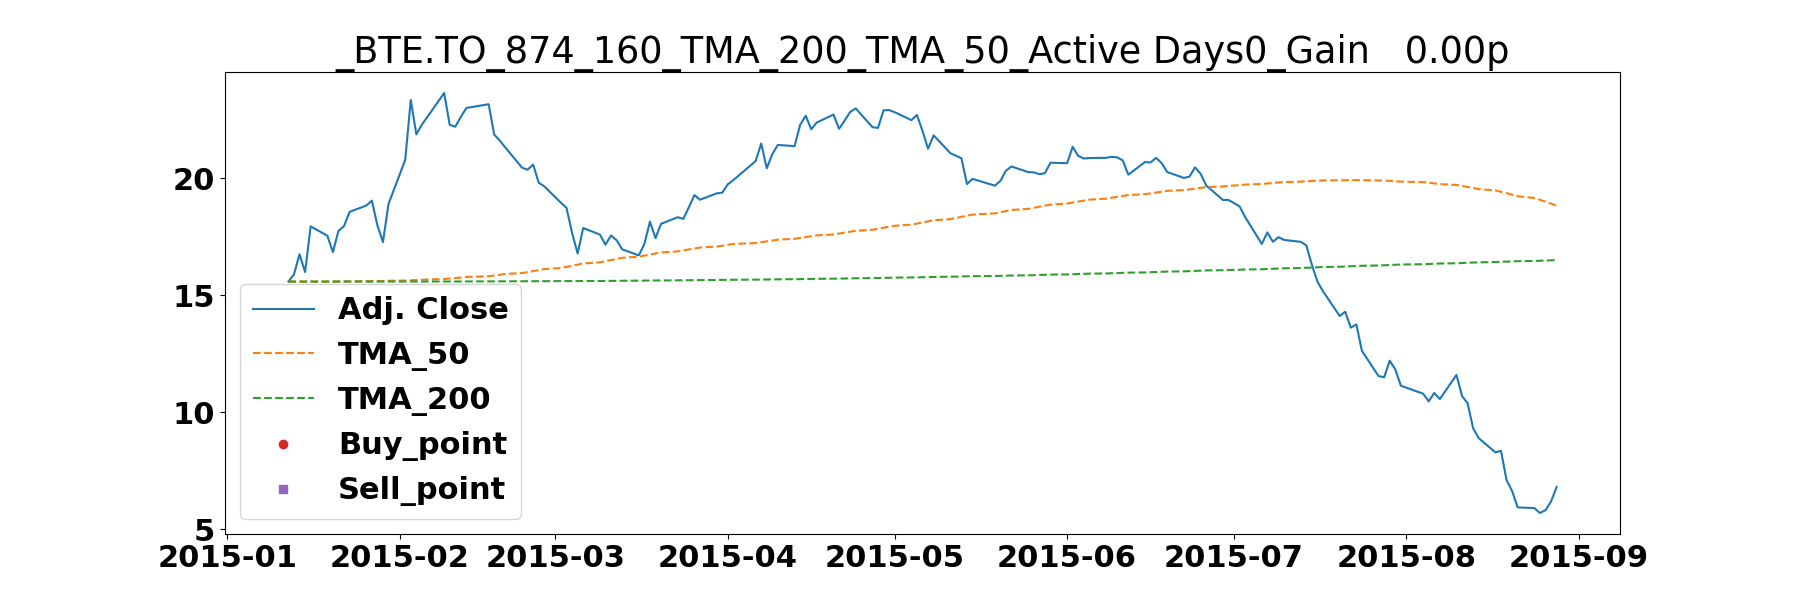 _BTE.TO_874_160_TMA_200_TMA_50_Active Days0_Gain   0.00p
20
15
10
5
Adj. Close
TMA_50
TMA_200
Buy_point
Sell_point
2015-01 2015-02 2015-03 2015-04 2015-05 2015-06 2015-07 2015-08 2015-09